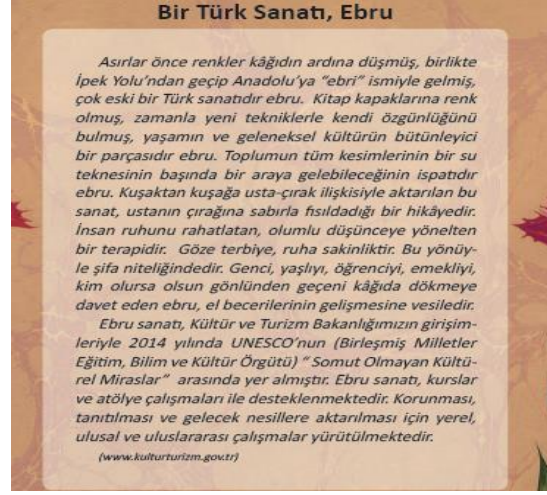 Bir Türk Sanatı, Ebru
Asırlar önce renkler kâğıdın ardına düşmüş, birlikte
İpek Yolu'ndan geçip Anadolu'ya "ebri" ismiyle gelmiş,
çok eski bir Türk sanatıdır ebru. Kitap kapaklarına renk
olmuş, zamanla yeni tekniklerle kendi özgünlüğünü
bulmuş, yaşamın ve geleneksel kültürün bütünleyici
bir parçasıdır ebru. Toplumun tüm kesimlerinin bir su
teknesinin başında bir araya gelebileceğinin ispatıdır
ebru. Kuşaktan kuşağa usta-çırak ilişkisiyle aktarılan bu
sanat, ustanın çırağına sabırla fısıldadığı bir hikâyedir.
İnsan ruhunu rahatlatan, olumlu düşünceye yönelten
bir terapidir. Göze terbiye, ruha sakinliktir. Bu yönüy-
le şifa niteliğindedir. Genci, yaşlıyı, öğrenciyi, emekliyi,
kim olursa olsun gönlünden geçeni kâğıda dökmeye
davet eden ebru, el becerilerinin gelişmesine vesiledir.
Ebru sanatı, Kültür ve Turizm Bakanlığımızın girişim-
leriyle 2014 yılında UNESCO'nun (Birleşmiş Milletler
Eğitim, Bilim ve Kültür Örgütü) " Somut Olmayan Kültü-
rel Miraslar" arasında yer almıştır. Ebru sanatı, kurslar
ve atölye çalışmaları ile desteklenmektedir. Korunması,
tanıtılması ve gelecek nesillere aktarılması için yerel,
ulusal ve uluslararası çalışmalar yürütülmektedir.
(www.kulturturizm.gov.tr)